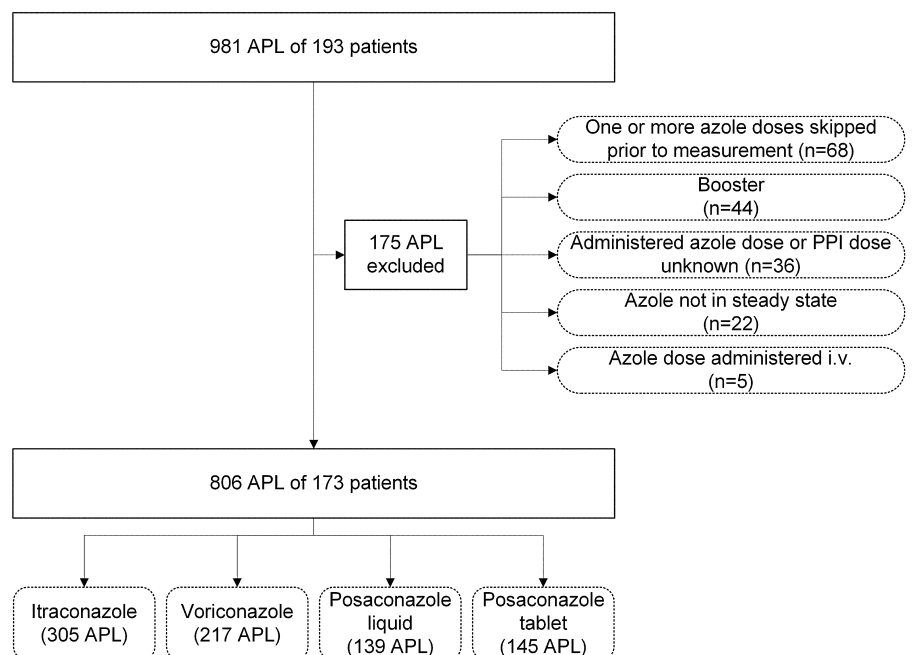 981 APL of 193 patients
One or more azole doses skipped
prior to measurement (n=68)
Booster
(n=44)
175 APL
excluded
Administered azole dose or PPI dose
unknown (n=36)
Azole not in steady state
(n=22)
Azole dose administered i.v.
(n=5)
806 APL of 173 patients
Itraconazole
(305 APL)
Voriconazole
(217 APL)
Posaconazole
liquid
(139 APL)
Posaconazole
tablet
(145 APL)